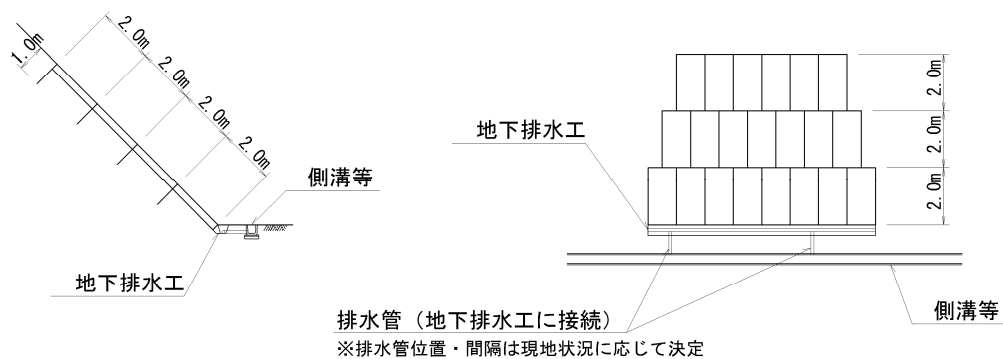 1.0m
2.0m
2.0m
2.0m
2.0m
側溝等
地下排水工
地下排水工
2.0m
2.0m
2.0m
側溝等
排水管（地下排水工に接続）
※排水管位置・間隔は現地状況に応じて決定